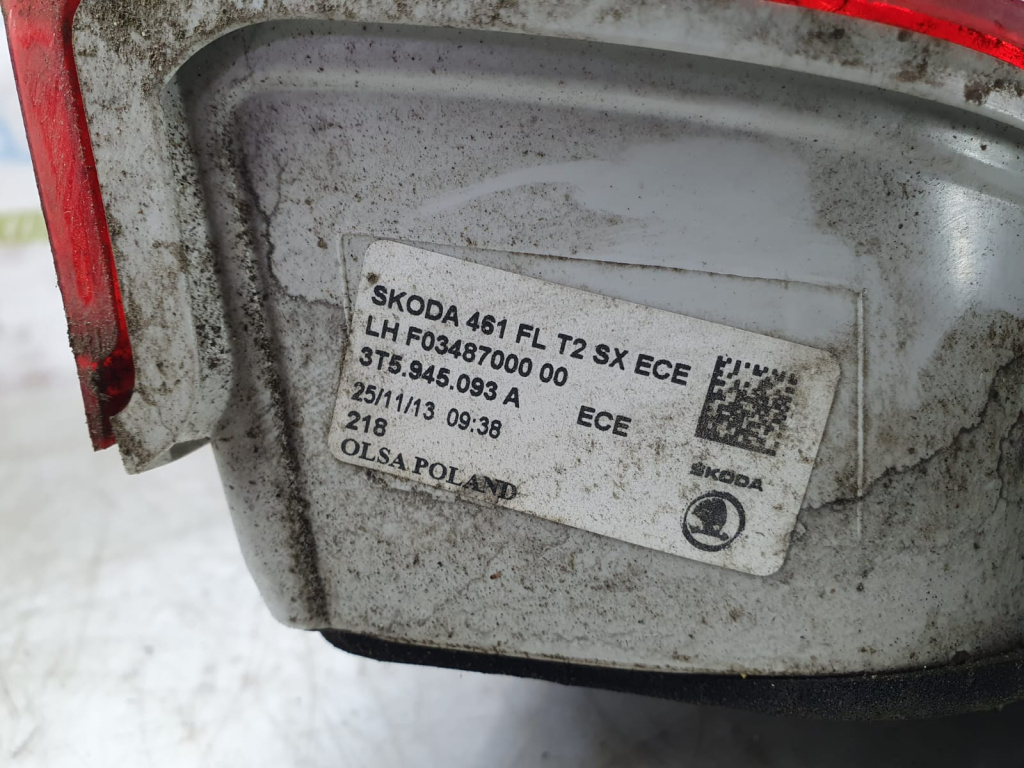 SKODA 461 FL T2 SX ECE
LH F03487000 00
3T5.945.093 A
ECE
25/11/13 09:38
218
OLSA POLAND
ŠKODA